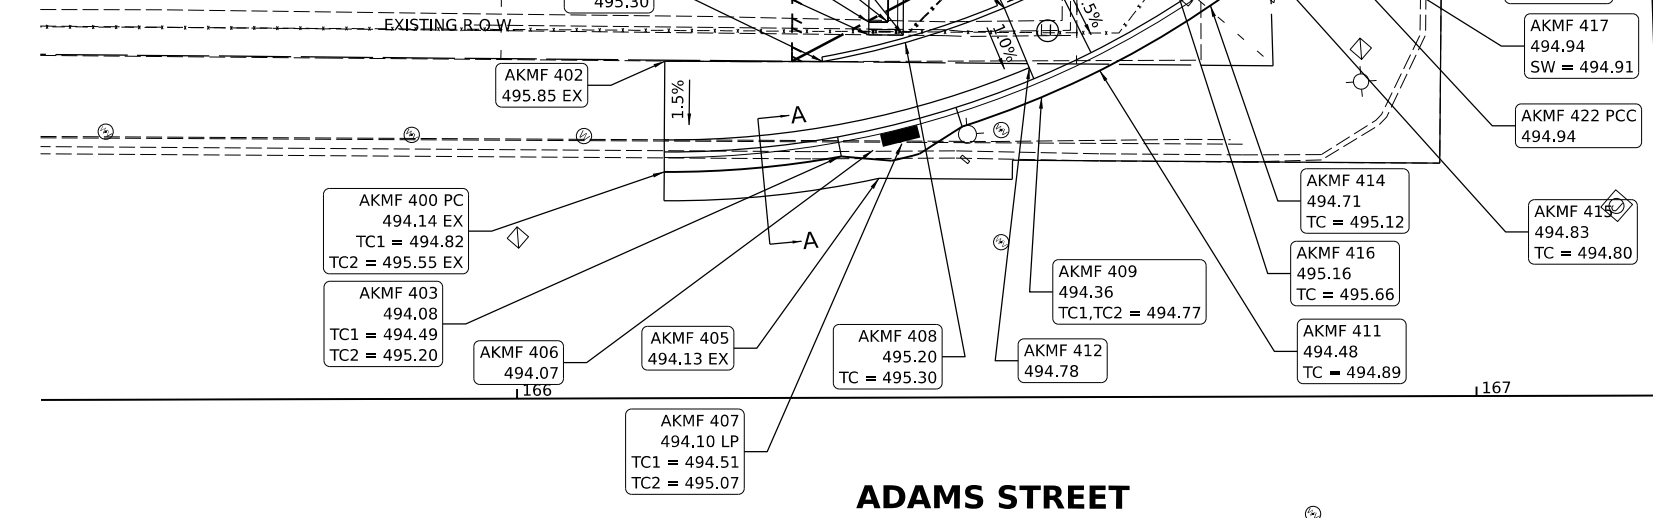 495.30
EXISTING R.O.W.
AKMF 402
495.85 EX
1.5%
A
A
1.0%
.5%
H
AKMF 417
494.94
SW = 494.91
AKMF 422 PCC
494.94
AKMF 400 PC
494.14 EX
TC1 = 494.82
TC2 = 495.55 EX
AKMF 403
494.08
TC1 = 494.49
TC2 = 495.20
AKMF 406
494.07
AKMF 405
494.13 EX
AKMF 408
495.20
TC = 495.30
AKMF 412
494.78
AKMF 409
494.36
TC1,TC2 = 494.77
AKMF 414
494.71
TC = 495.12
AKMF 416
495.16
TC = 495.66
AKMF 411
494.48
TC = 494.89
AKMF 415
494.83
TC = 494.80
166
167
AKMF 407
494.10 LP
TC1 = 494.51
TC2 = 495.07
ADAMS STREET